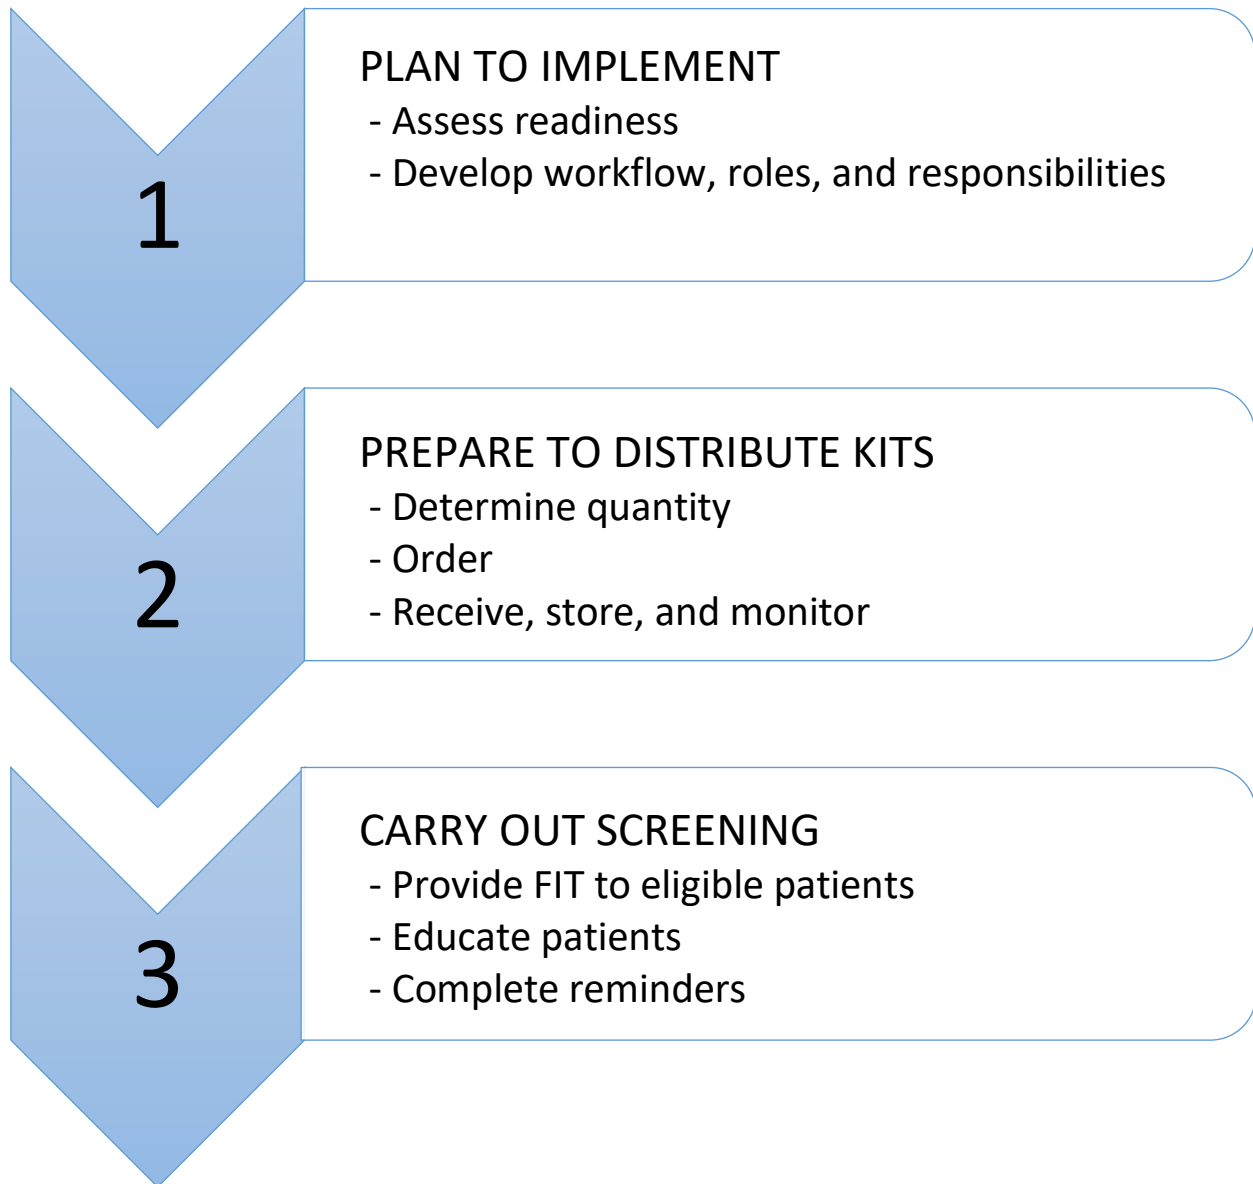 1
PLAN TO IMPLEMENT
- Assess readiness
- Develop workflow, roles, and responsibilities
2
PREPARE TO DISTRIBUTE KITS
- Determine quantity
- Order
- Receive, store, and monitor
3
CARRY OUT SCREENING
- Provide FIT to eligible patients
- Educate patients
- Complete reminders